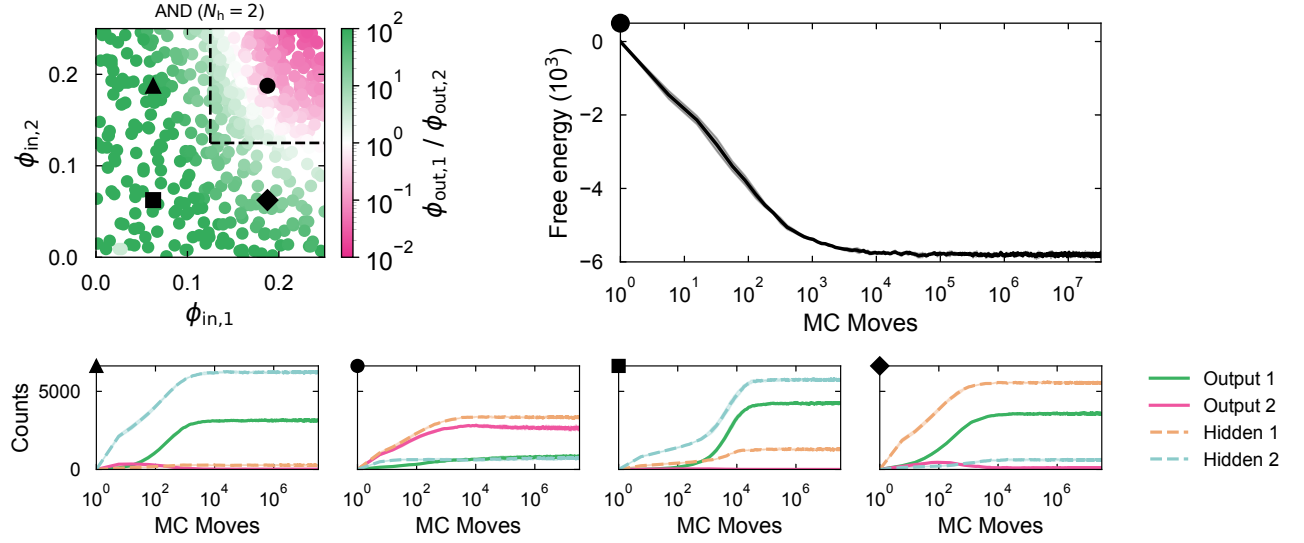 AND (N_h = 2)
ϕ_in,2
0.2
0.1
0.0
0.0
0.2
ϕ_in,1
10^2
10^1
10^0
10^-1
10^-2
ϕ_out,1 / ϕ_out,2
Free energy (10^3)
0
−2
−4
−6
10^0 10^1 10^2 10^3 10^4 10^5 10^6 10^7
MC Moves
Counts
5000
0
10^0 10^2 10^4 10^6
MC Moves
10^0 10^2 10^4 10^6
MC Moves
10^0 10^2 10^4 10^6
MC Moves
10^0 10^2 10^4 10^6
MC Moves
Output 1
Output 2
Hidden 1
Hidden 2